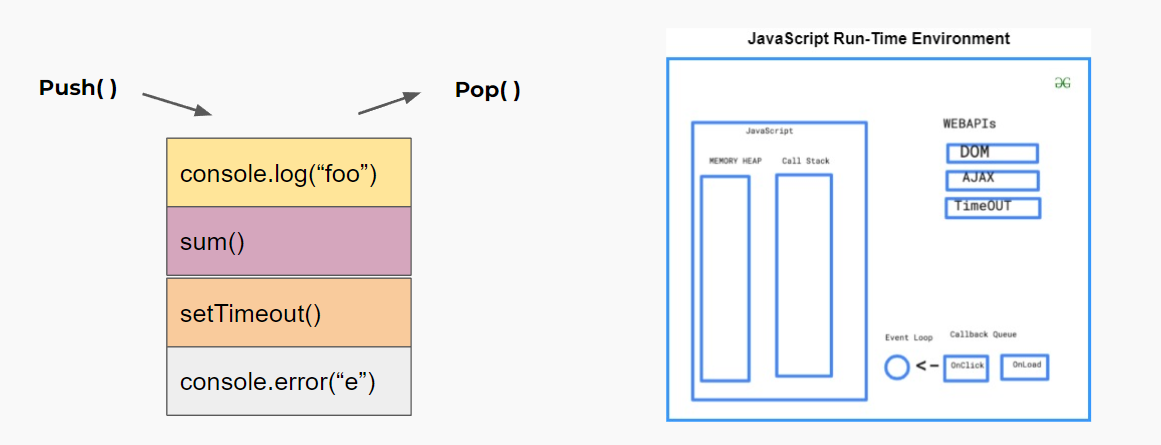 Push( )
Pop( )
console.log(“foo”)
sum()
setTimeout()
console.error(“e”)
JavaScript Run-Time Environment
JavaScript
MEMORY HEAP
Call Stack
WEBAPIs
DOM
AJAX
TimeOUT
Event Loop
Callback Queue
<-
OnClick
OnLoad